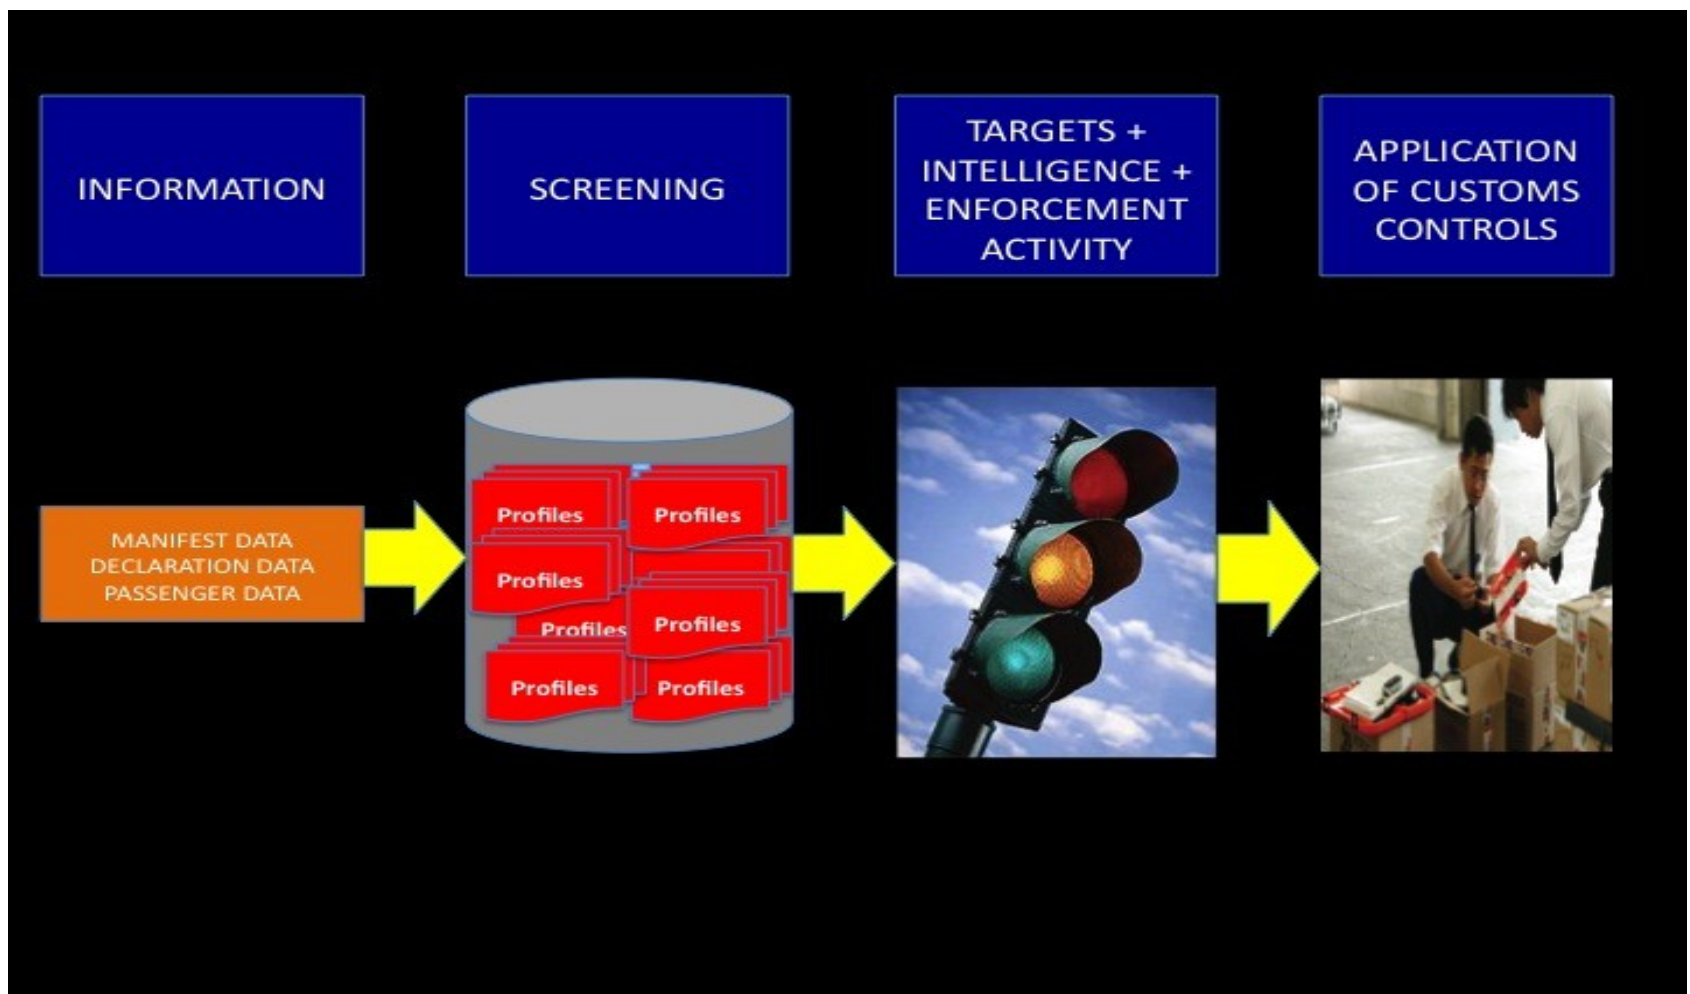 INFORMATION
SCREENING
TARGETS +
INTELLIGENCE +
ENFORCEMENT
ACTIVITY
APPLICATION
OF CUSTOMS
CONTROLS
MANIFEST DATA
DECLARATION DATA
PASSENGER DATA
Profiles
Profiles
Profiles
Profiles
Profiles
Profiles
Profiles